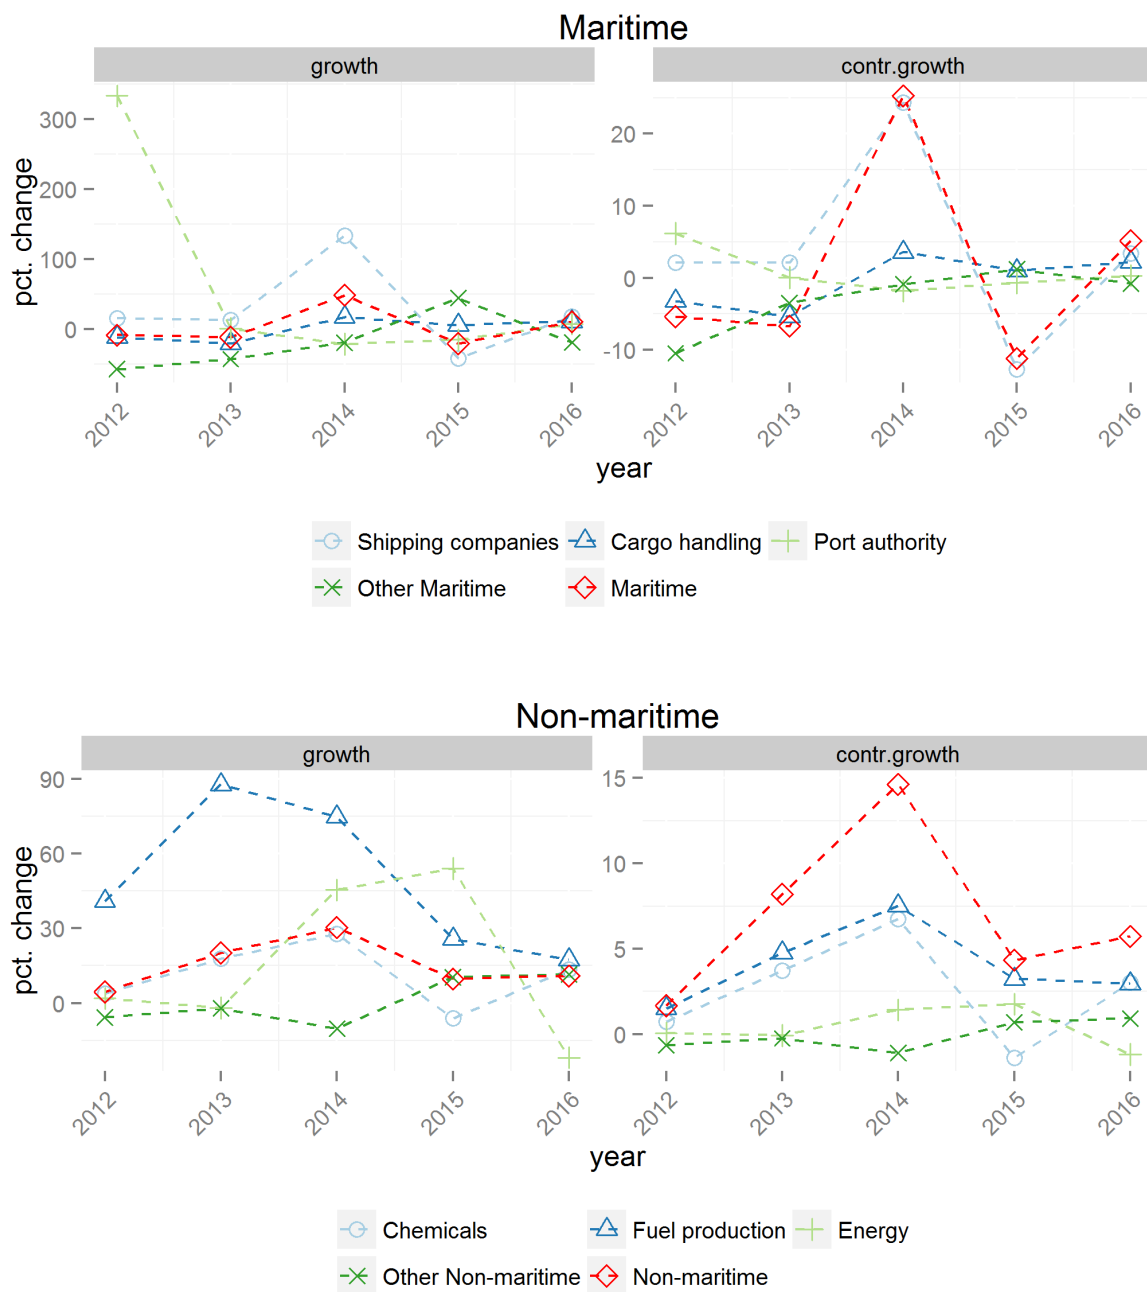 Maritime
growth contr.growth
300
200
100
0
20
10
0
-10
pct. change
2012 2013 2014 2015 2016 2012 2013 2014 2015 2016
year
Shipping companies Cargo handling Port authority
Other Maritime Maritime
Non-maritime
growth contr.growth
90
60
30
0
15
10
5
0
pct. change
2012 2013 2014 2015 2016 2012 2013 2014 2015 2016
year
Chemicals Fuel production Energy
Other Non-maritime Non-maritime